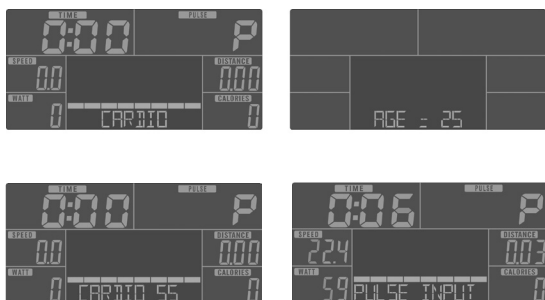 TIME PULSE
0:00 P
SPEED DISTANCE
0.0 0.00
WATT CALORIES
0 0
CARDIO
AGE = 25
TIME PULSE
0:00 P
SPEED DISTANCE
0.0 0.00
WATT CALORIES
0 0
CARDIO 55
TIME PULSE
0:06 P
SPEED DISTANCE
22.4 0.03
WATT CALORIES
59 0
PULSE INPUT